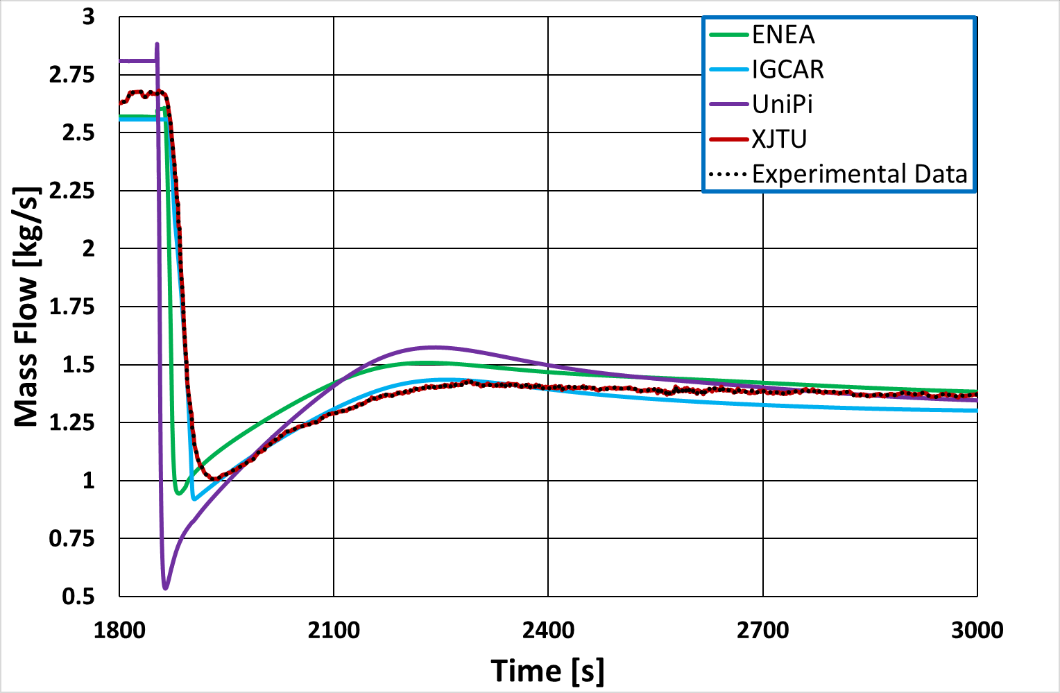 3
2.75
2.5
2.25
2
1.75
1.5
1.25
1
0.75
0.5
Mass Flow [kg/s]
1800 2100 2400 2700 3000
Time [s]
ENEA
IGCAR
UniPi
XJTU
Experimental Data